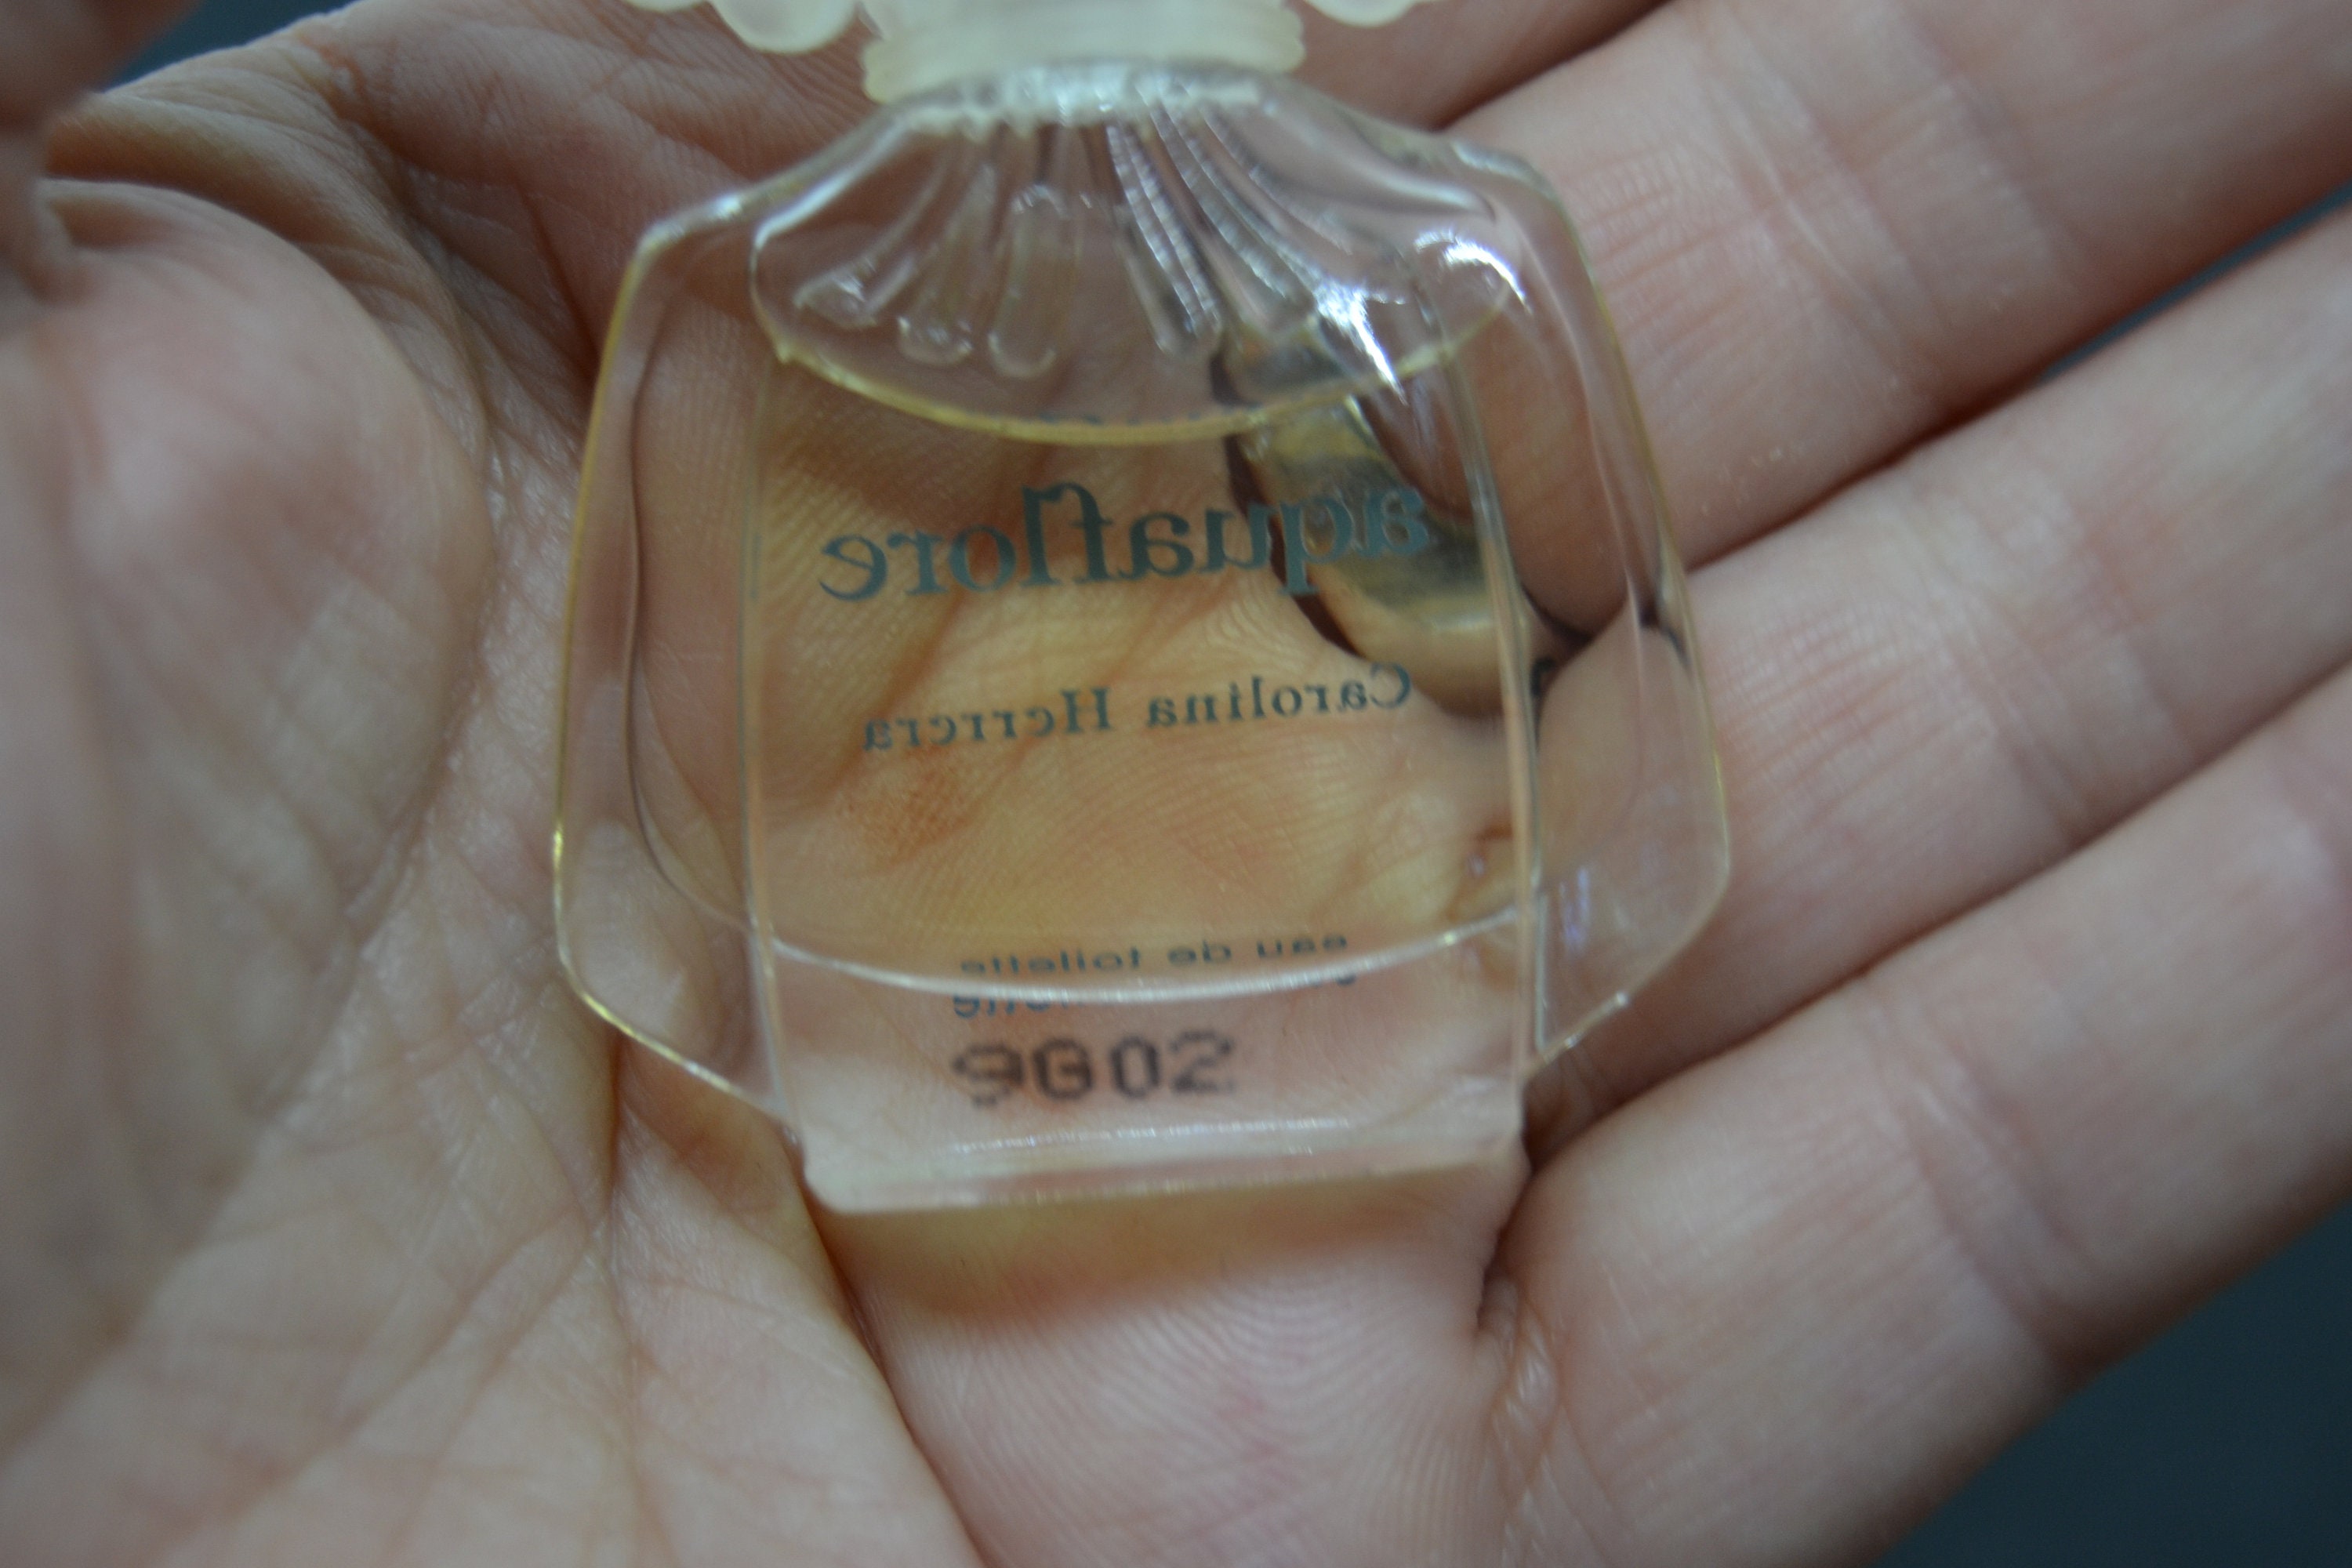 aquaflore
Carolina Herrera
eau de toilette
9G02